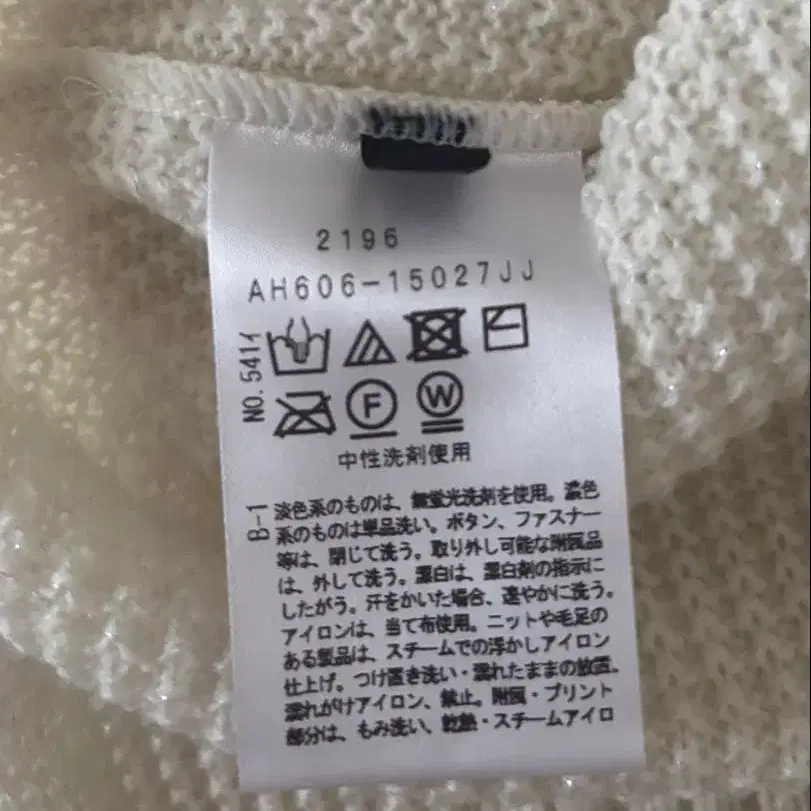 2196
AH606-15027JJ
NO.5414
F W
中性洗剤使用
B-1
淡色系のものは、無蛍光洗剤を使用。濃色
系のものは単品洗い。ボタン、ファスナー
等は、閉じて洗う。取り外し可能な附属品
は、外して洗う。漂白は、漂白剤の指示に
したがう。汗をかいた場合、速やかに洗う。
アイロンは、当て布使用。ニットや毛足の
ある製品は、スチームでの浮かしアイロン
仕上げ。つけ置き洗い・濡れたままの放置、
濡れがけアイロン、禁止。附属・プリント
部分は、もみ洗い、乾熱・スチームアイロ